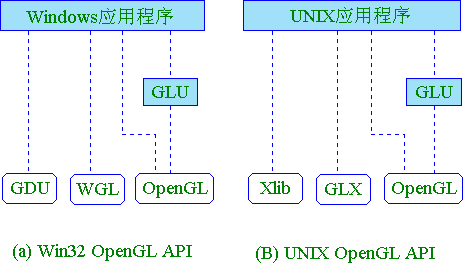 Windows应用程序
UNIX应用程序
GLU
GLU
GDU
WGL
OpenGL
Xlib
GLX
OpenGL
(a) Win32 OpenGL API
(B) UNIX OpenGL API